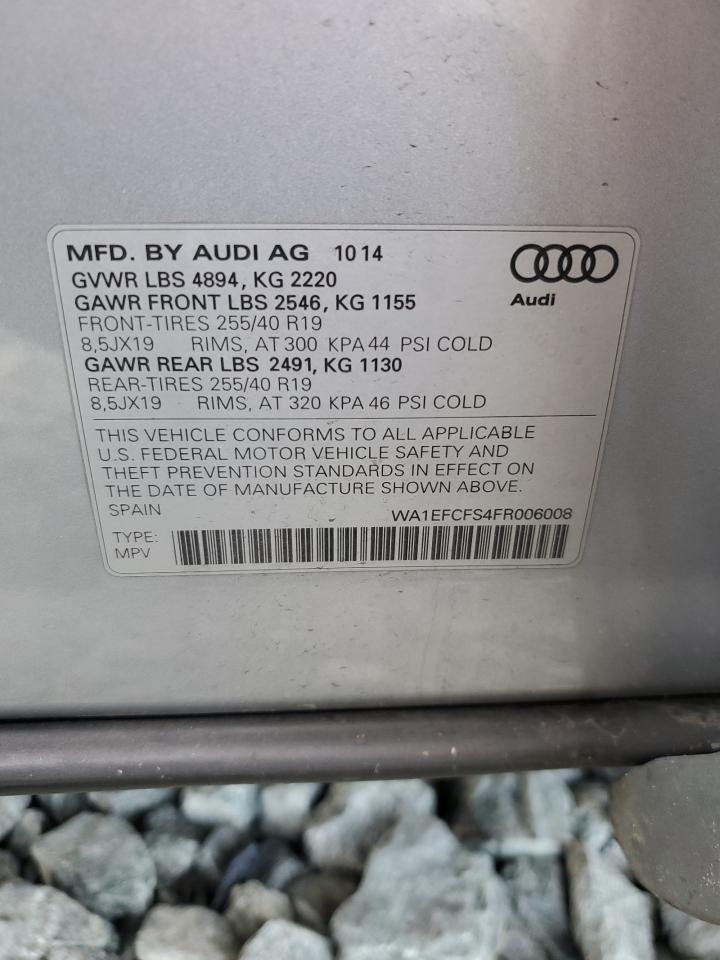 MFD. BY AUDI AG 10 14
GVWR LBS 4894, KG 2220
GAWR FRONT LBS 2546, KG 1155
FRONT-TIRES 255/40 R19
8,5JX19 RIMS, AT 300 KPA 44 PSI COLD
GAWR REAR LBS 2491, KG 1130
REAR-TIRES 255/40 R19
8,5JX19 RIMS, AT 320 KPA 46 PSI COLD
Audi
THIS VEHICLE CONFORMS TO ALL APPLICABLE
U.S. FEDERAL MOTOR VEHICLE SAFETY AND
THEFT PREVENTION STANDARDS IN EFFECT ON
THE DATE OF MANUFACTURE SHOWN ABOVE.
SPAIN WA1EFCFS4FR006008
TYPE:
MPV